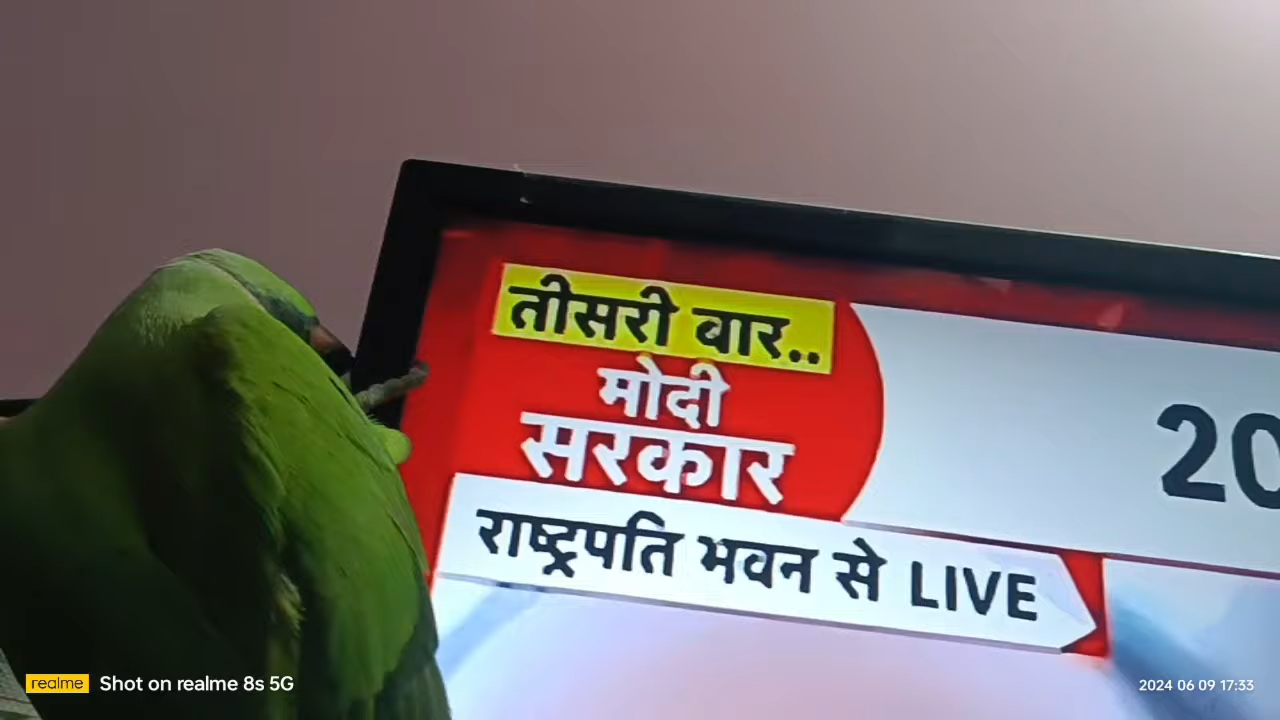 तीसरी बार..
मोदी
सरकार
20
राष्ट्रपति भवन से LIVE
realme Shot on realme 8s 5G
2024 06 09 17:33